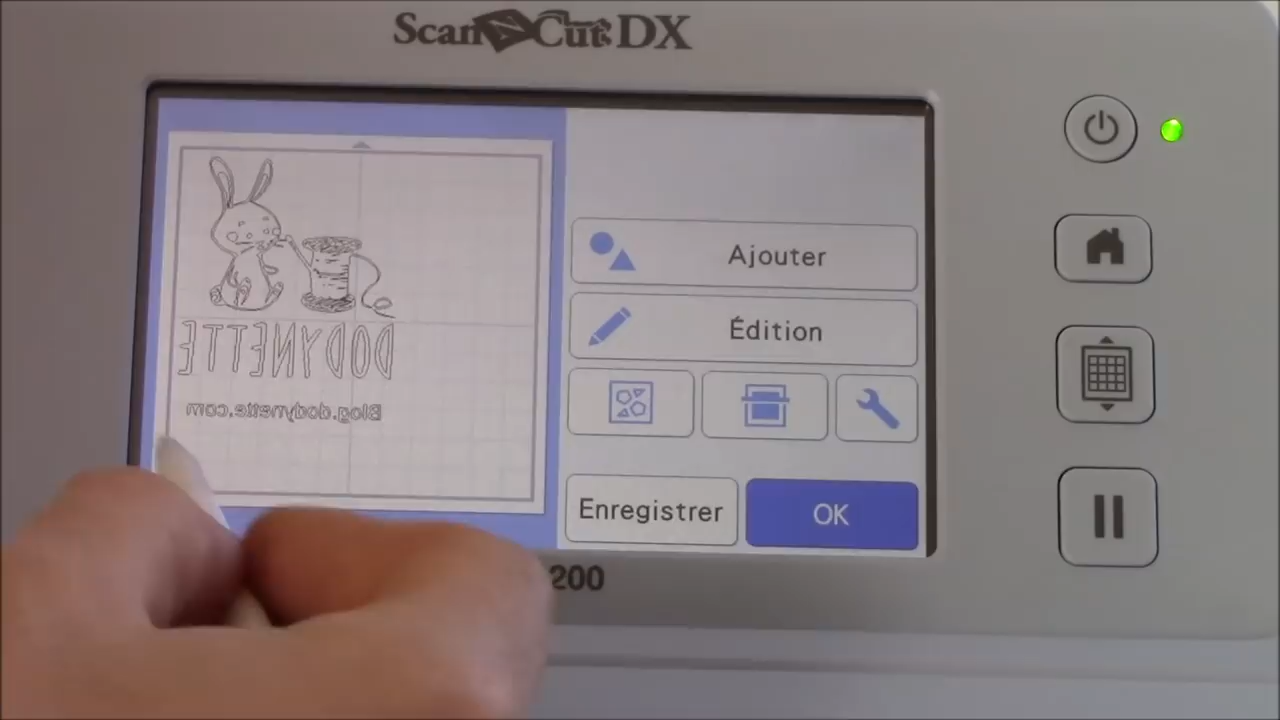 ScanNCut DX
Ajouter
Édition
DODYNETTE
Blog.dodynette.com
Enregistrer
OK
200